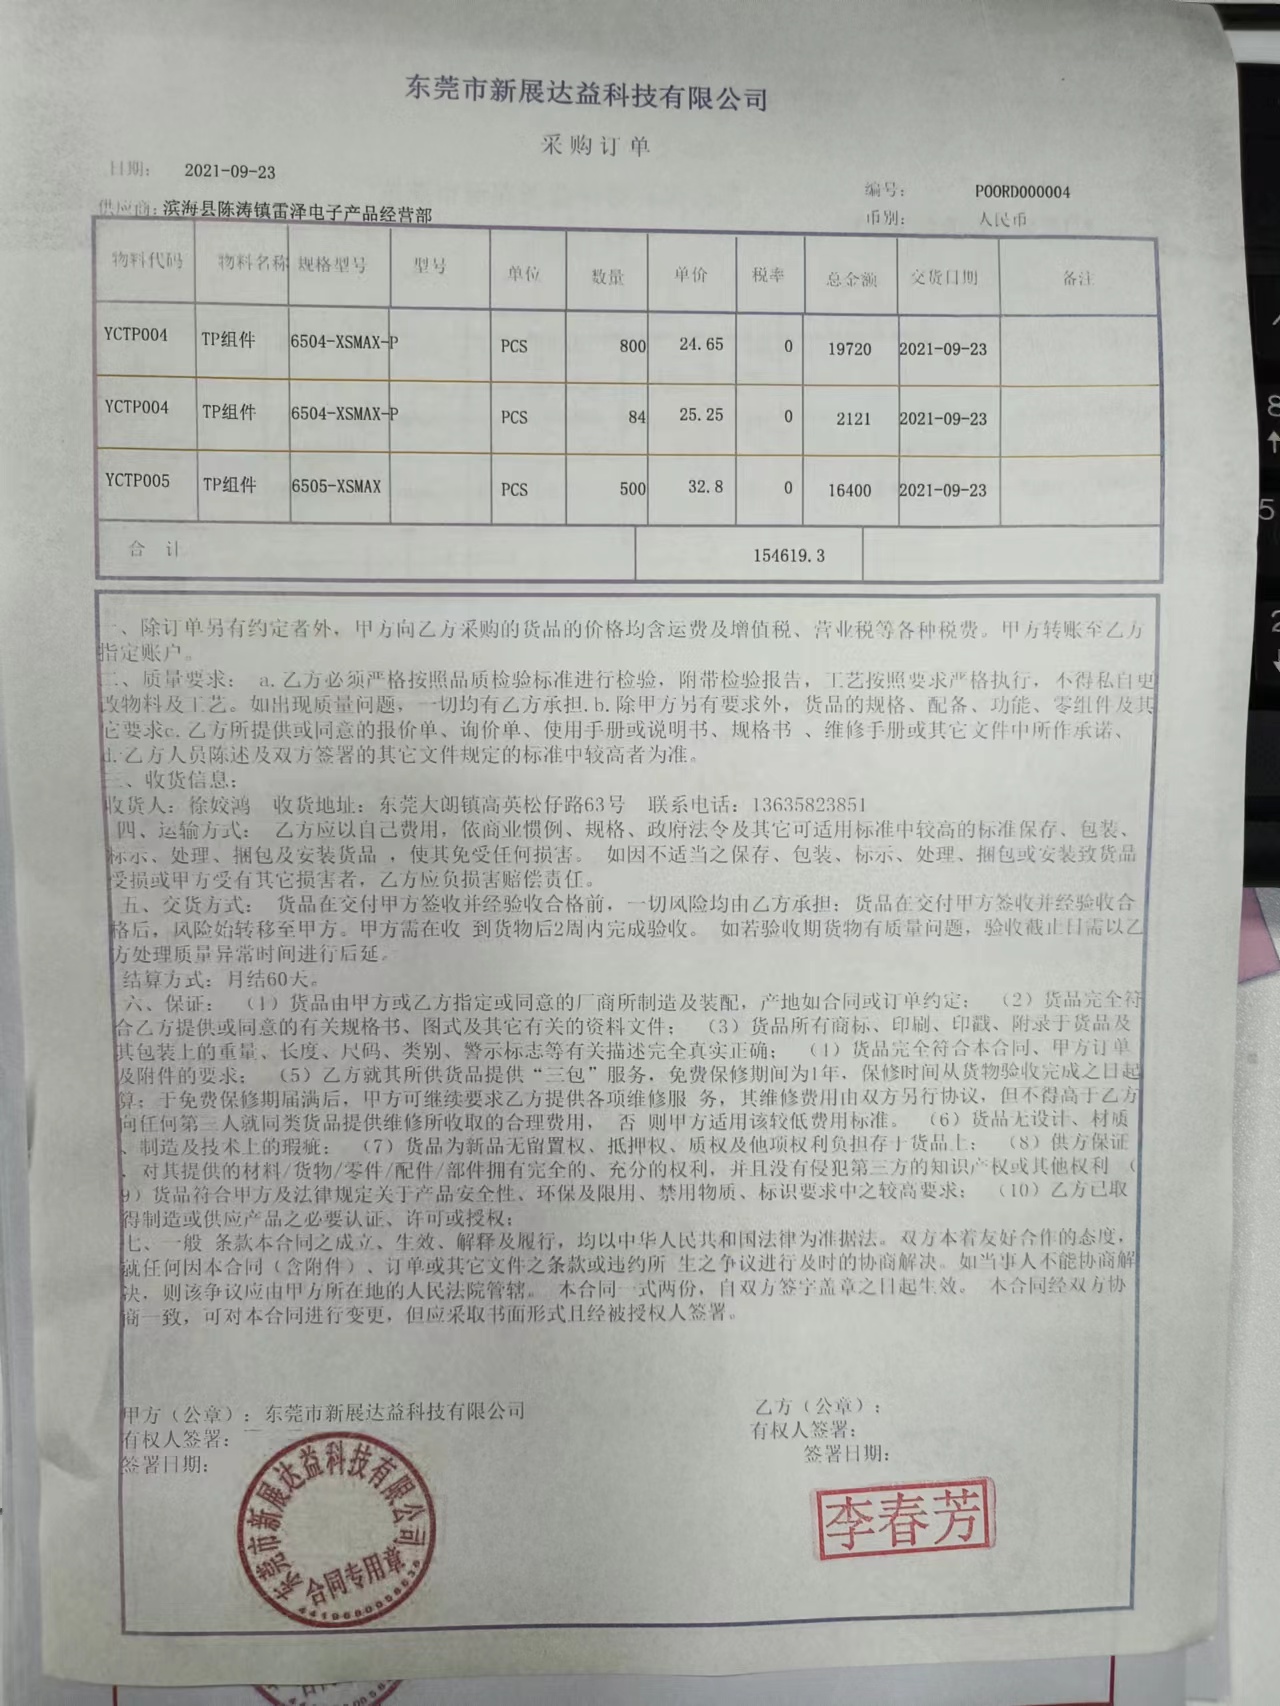 东莞市新展达益科技有限公司
采购订单
日期： 2021-09-23
编号： POORD000004
供应商：滨海县陈涛镇雷泽电子产品经营部
币别： 人民币
物料代码 物料名称 规格型号 型号 单位 数量 单价 税率 总金额 交货日期 备注
YCTP004 TP组件 6504-XSMAX-P PCS 800 24.65 0 19720 2021-09-23
YCTP004 TP组件 6504-XSMAX-P PCS 84 25.25 0 2121 2021-09-23
YCTP005 TP组件 6505-XSMAX PCS 500 32.8 0 16400 2021-09-23
合 计 154619.3
一、除订单另有约定者外，甲方向乙方采购的货品的价格均含运费及增值税、营业税等各种税费。甲方转账至乙方
指定账户。
二、质量要求： a.乙方必须严格按照品质检验标准进行检验，附带检验报告，工艺按照要求严格执行，不得私自更
改物料及工艺。如出现质量问题，一切均有乙方承担.b.除甲方另有要求外，货品的规格、配备、功能、零组件及其
它要求c.乙方所提供或同意的报价单、询价单、使用手册或说明书、规格书 、维修手册或其它文件中所作承诺、
d.乙方人员陈述及双方签署的其它文件规定的标准中较高者为准。
三、收货信息：
收货人：徐姣鸿 收货地址：东莞大朗镇高英松仔路63号 联系电话：13635823851
四、运输方式： 乙方应以自己费用，依商业惯例、规格、政府法令及其它可适用标准中较高的标准保存、包装、
标示、处理、捆包及安装货品 ，使其免受任何损害。 如因不适当之保存、包装、标示、处理、捆包或安装致货品
受损或甲方受有其它损害者，乙方应负损害赔偿责任。
五、交货方式： 货品在交付甲方签收并经验收合格前，一切风险均由乙方承担；货品在交付甲方签收并经验收合
格后，风险始转移至甲方。甲方需在收 到货物后2周内完成验收。 如若验收期货物有质量问题，验收截止日需以乙
方处理质量异常时间进行后延。
结算方式：月结60天。
六、保证： （1）货品由甲方或乙方指定或同意的厂商所制造及装配，产地如合同或订单约定； （2）货品完全符
合乙方提供或同意的有关规格书、图式及其它有关的资料文件； （3）货品所有商标、印刷、印戳、附录于货品及
其包装上的重量、长度、尺码、类别、警示标志等有关描述完全真实正确； （4）货品完全符合本合同、甲方订单
及附件的要求； （5）乙方就其所供货品提供“三包”服务，免费保修期间为1年，保修时间从货物验收完成之日起
算；于免费保修期届满后，甲方可继续要求乙方提供各项维修服 务，其维修费用由双方另行协议，但不得高于乙方
向任何第三人就同类货品提供维修所收取的合理费用， 否 则甲方适用该较低费用标准。 （6）货品无设计、材质
、制造及技术上的瑕疵； （7）货品为新品无留置权、抵押权、质权及他项权利负担存于货品上； （8）供方保证
，对其提供的材料/货物/零件/配件/部件拥有完全的、充分的权利，并且没有侵犯第三方的知识产权或其他权利 （
9）货品符合甲方及法律规定关于产品安全性、环保及限用、禁用物质、标识要求中之较高要求； （10）乙方已取
得制造或供应产品之必要认证、许可或授权；
七、一般 条款本合同之成立、生效、解释及履行，均以中华人民共和国法律为准据法。双方本着友好合作的态度，
就任何因本合同（含附件）、订单或其它文件之条款或违约所 生之争议进行及时的协商解决。如当事人不能协商解
决，则该争议应由甲方所在地的人民法院管辖。 本合同一式两份，自双方签字盖章之日起生效。 本合同经双方协
商一致，可对本合同进行变更，但应采取书面形式且经被授权人签署。
甲方（公章）：东莞市新展达益科技有限公司
乙方（公章）：
有权人签署：
有权人签署：
签署日期：
签署日期：
东莞市新展达益科技有限公司
合同专用章
李春芳